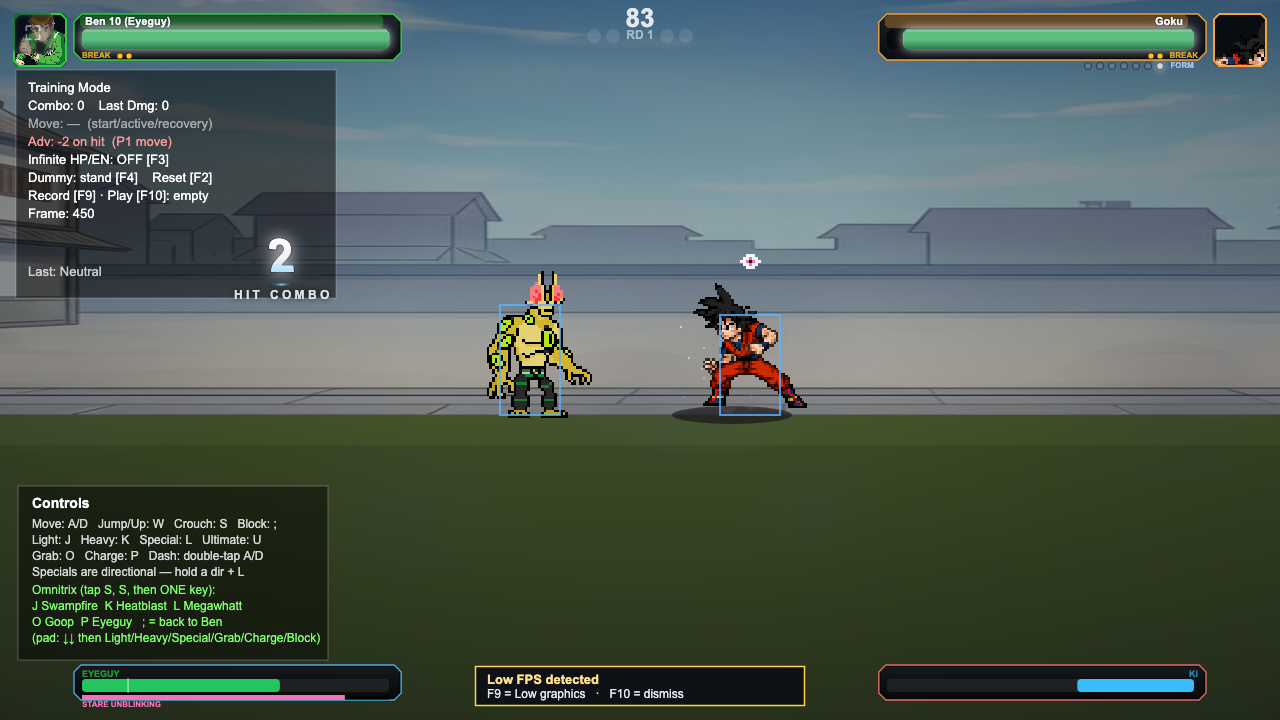 Ben 10 (Eyeguy)
BREAK
83
RD 1
Goku
BREAK
FORM
Training Mode
Combo: 0 Last Dmg: 0
Move: — (start/active/recovery)
Adv: -2 on hit (P1 move)
Infinite HP/EN: OFF [F3]
Dummy: stand [F4] Reset [F2]
Record [F9] · Play [F10]: empty
Frame: 450
Last: Neutral
2
HIT COMBO
Controls
Move: A/D Jump/Up: W Crouch: S Block: ;
Light: J Heavy: K Special: L Ultimate: U
Grab: O Charge: P Dash: double-tap A/D
Specials are directional — hold a dir + L
Omnitrix (tap S, S, then ONE key):
J Swampfire K Heatblast L Megawhatt
O Goop P Eyeguy ; = back to Ben
(pad: ↓↓ then Light/Heavy/Special/Grab/Charge/Block)
EYEGUY
STARE UNBLINKING
Low FPS detected
F9 = Low graphics · F10 = dismiss
Ki